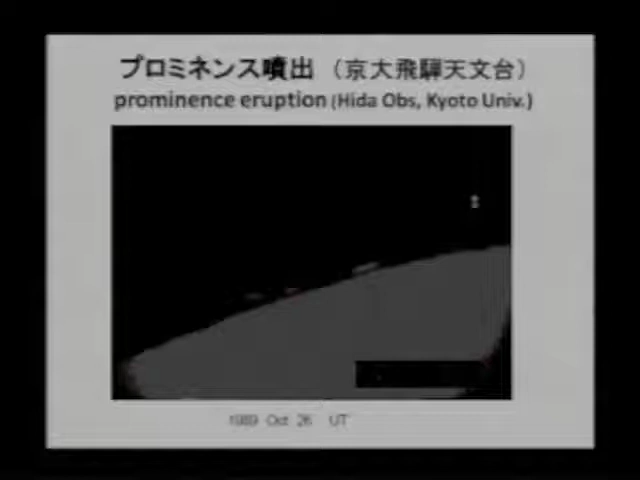 プロミネンス噴出 （京大飛騨天文台）
prominence eruption (Hida Obs, Kyoto Univ.)
1989 Oct 26 UT